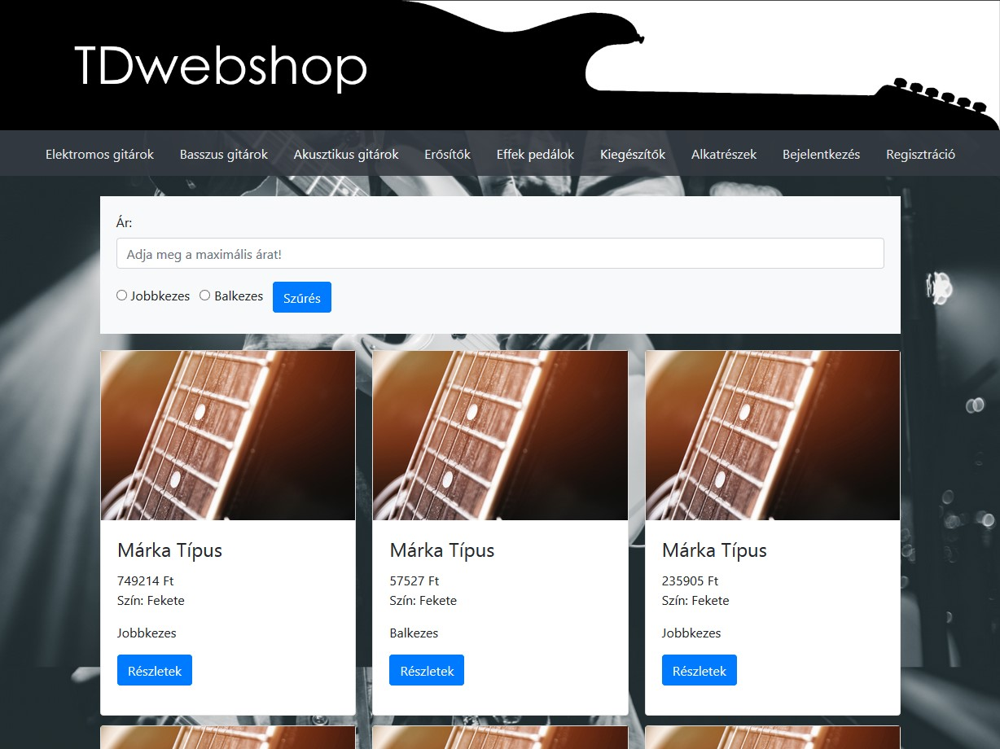 TDwebshop
Elektromos gitárok Basszus gitárok Akusztikus gitárok Erősítők Effek pedálok Kiegészítők Alkatrészek Bejelentkezés Regisztráció
Ár:
Adja meg a maximális árat!
Jobbkezes Balkezes Szűrés
Márka Típus
749214 Ft
Szín: Fekete
Jobbkezes
Részletek
Márka Típus
57527 Ft
Szín: Fekete
Balkezes
Részletek
Márka Típus
235905 Ft
Szín: Fekete
Jobbkezes
Részletek